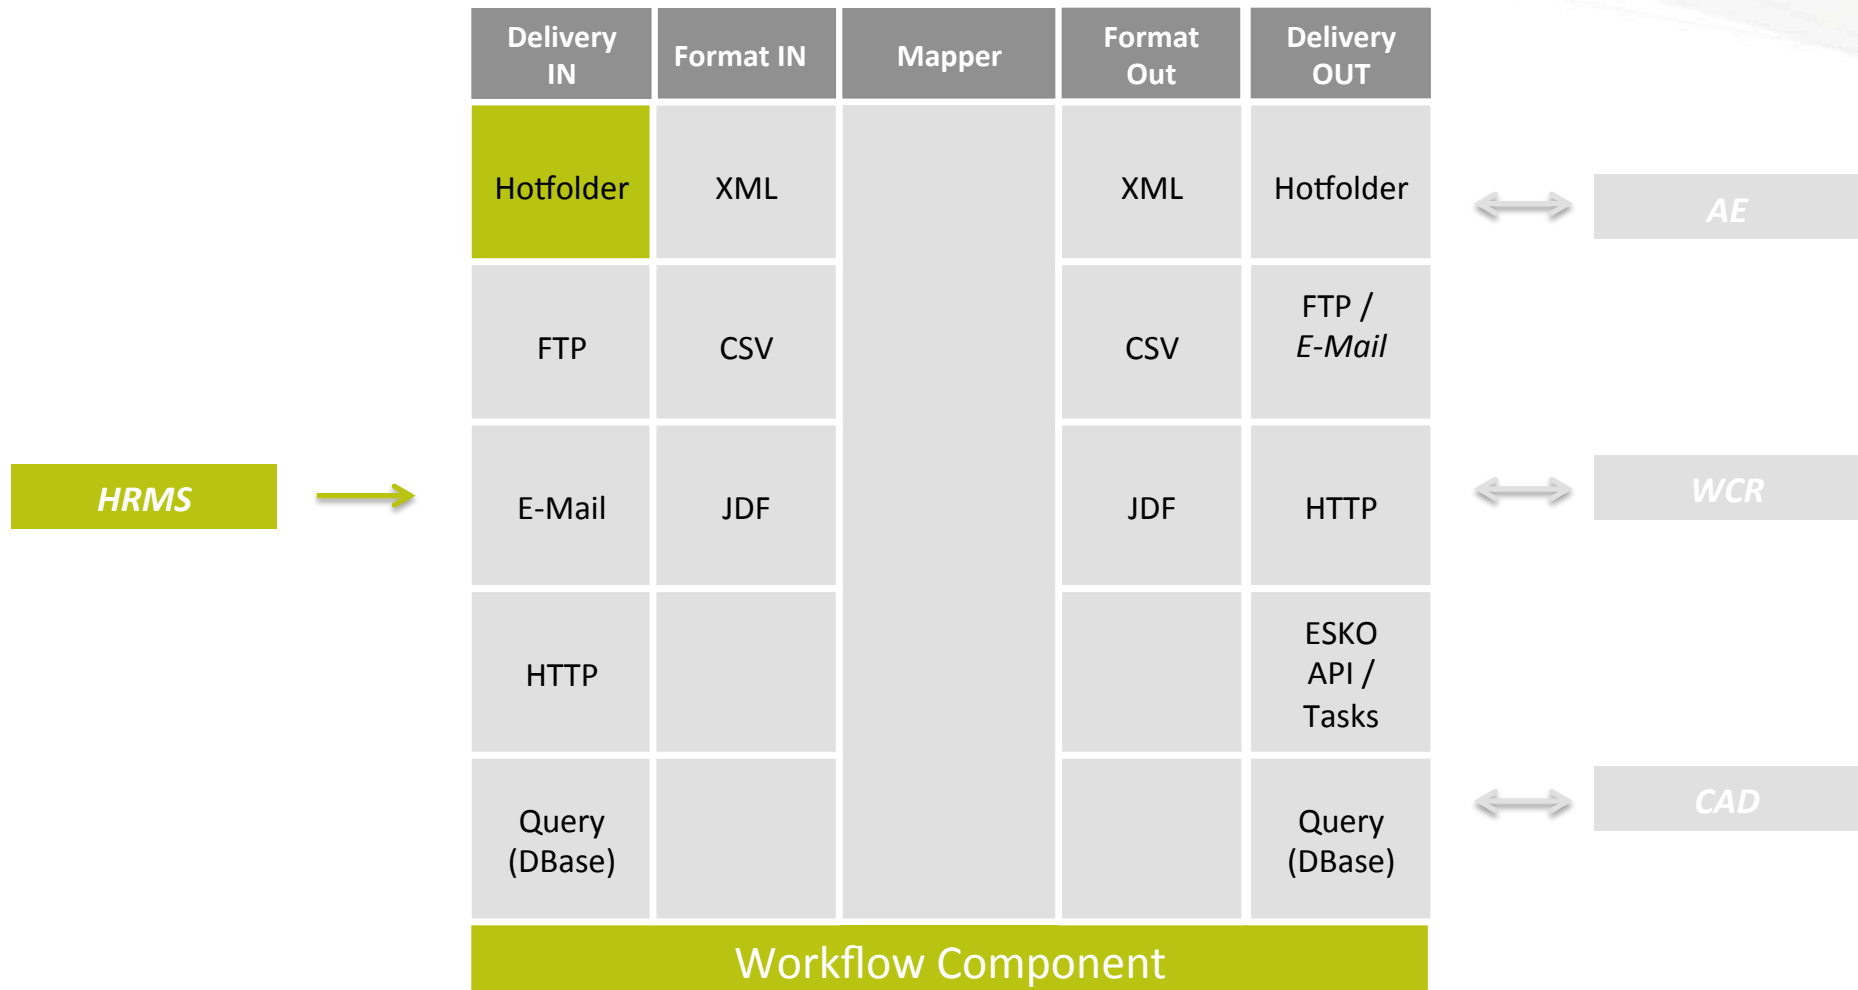 Delivery
IN
Format IN
Mapper
Format
Out
Delivery
OUT
Hotfolder
XML
XML
Hotfolder
AE
FTP
CSV
CSV
FTP /
E-Mail
HRMS
E-Mail
JDF
JDF
HTTP
WCR
HTTP
ESKO
API /
Tasks
Query
(DBase)
Query
(DBase)
CAD
Workflow Component